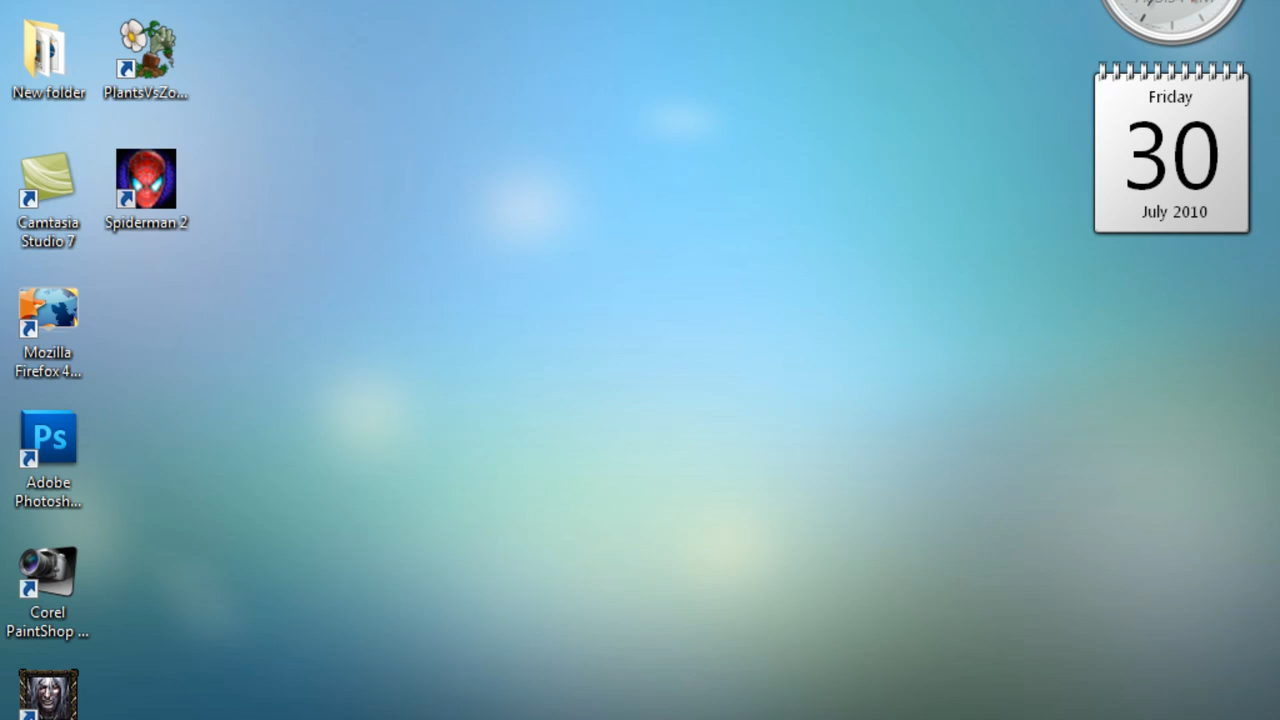 New folder
PlantsVsZo...
Camtasia
Studio 7
Spiderman 2
Mozilla
Firefox 4...
Ps
Adobe
Photosh...
Corel
PaintShop ...
Friday
30
July 2010